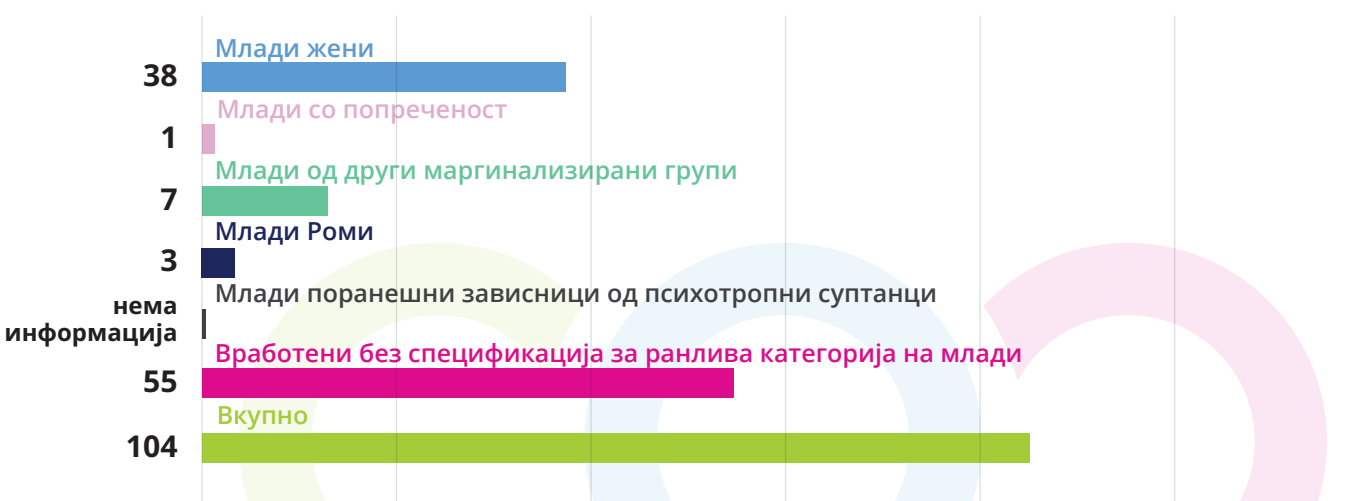 Млади жени
38
Млади со попреченост
1
Млади од други маргинализирани групи
7
Млади Роми
3
Млади поранешни зависници од психотропни суптанци
нема
информација
Вработени без спецификација за ранлива категорија на млади
55
Вкупно
104